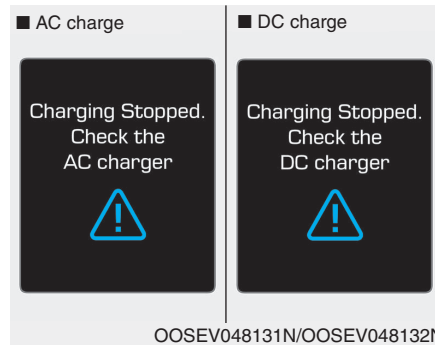 ■ AC charge
Charging Stopped.
Check the
AC charger
■ DC charge
Charging Stopped.
Check the
DC charger
OOSEV048131N/OOSEV048132N